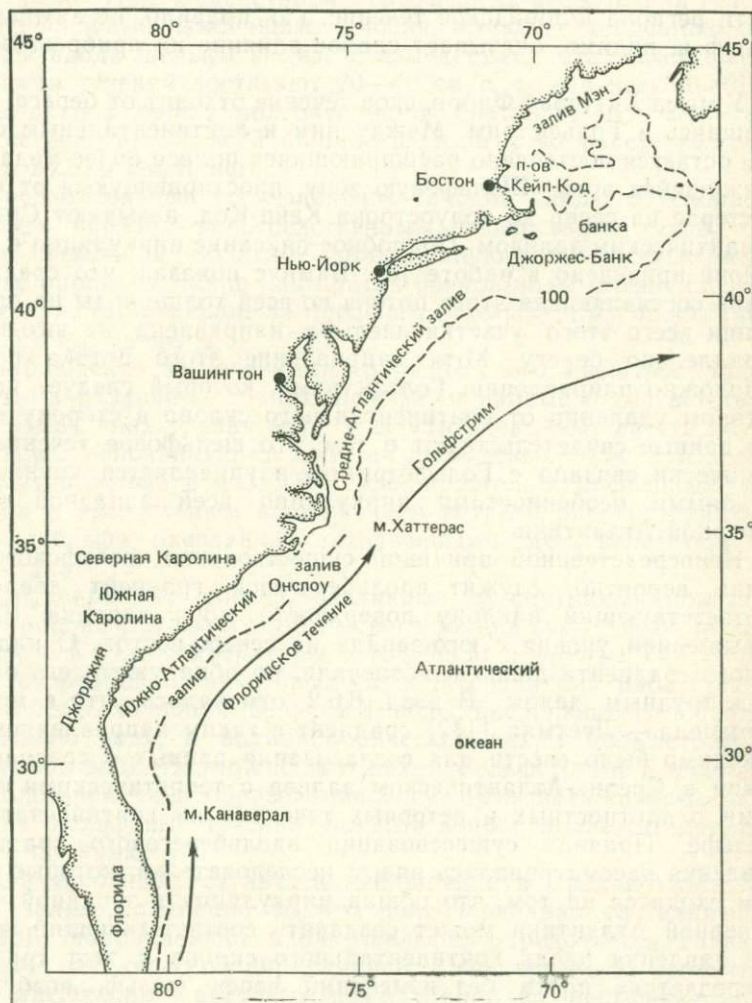 80°
75°
70°
45°
45°
залив Мэн
п-ов
Бостон
Кейп-Код
банка
Джорджес-Банк
Нью-Йорк
100
40°
40°
Вашингтон
Средне-Атлантический залив
Гольфстрим
м.Хаттерас
35°
35°
Северная Каролина
залив
Онслоу
Южная
Каролина
Флоридское течение
Южно-Атлантический
залив
Джорджия
Атлантический
океан
30°
30°
м.Канаверал
Флорида
80°
75°
70°